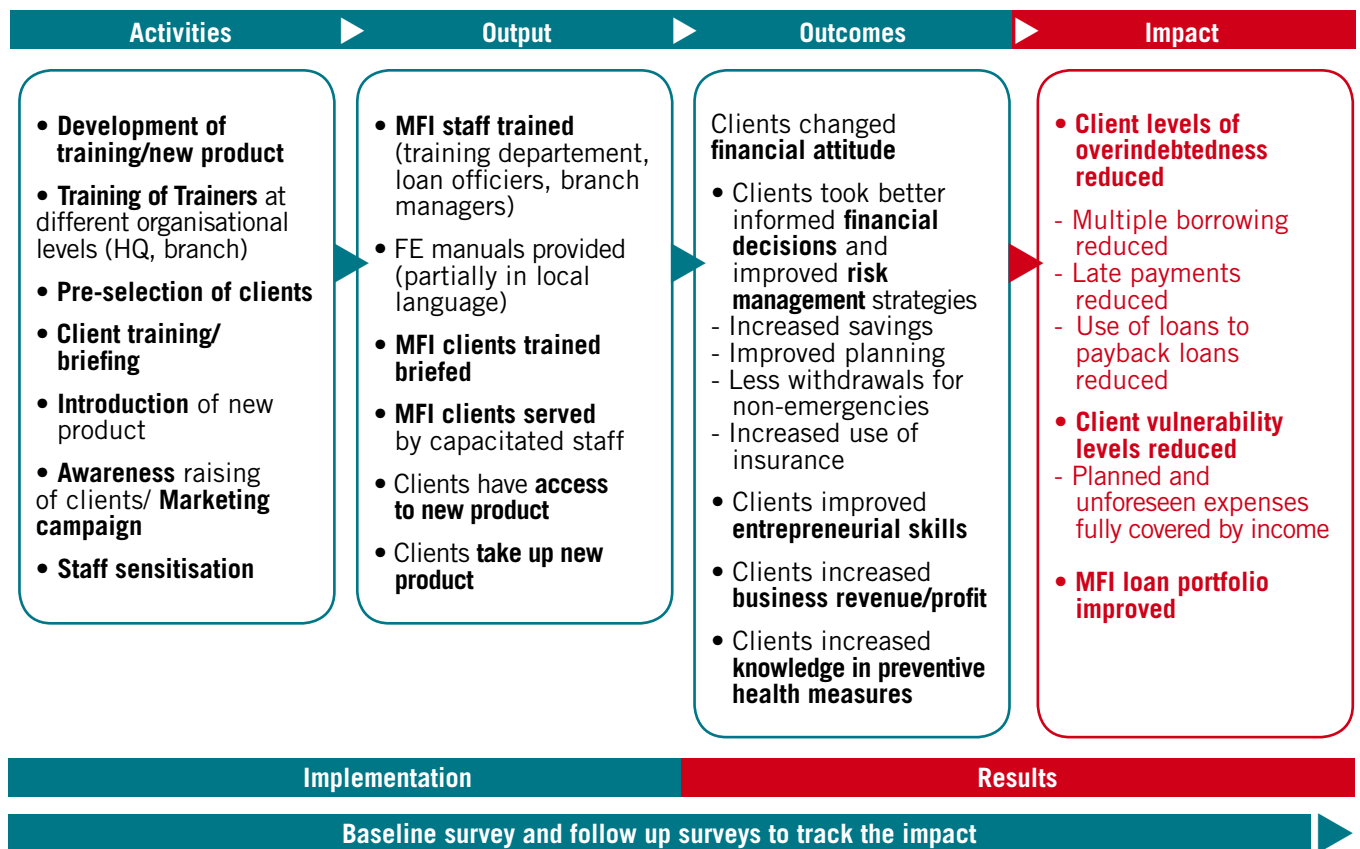 Activities
Output
Outcomes
Impact
• Development of
training/new product
• Training of Trainers at
different organisational
levels (HQ, branch)
• Pre-selection of clients
• Client training/
briefing
• Introduction of new
product
• Awareness raising
of clients/ Marketing
campaign
• Staff sensitisation
• MFI staff trained
(training departement,
loan officiers, branch
managers)
• FE manuals provided
(partially in local
language)
• MFI clients trained
briefed
• MFI clients served
by capacitated staff
• Clients have access
to new product
• Clients take up new
product
Clients changed
financial attitude
• Clients took better
informed financial
decisions and
improved risk
management strategies
- Increased savings
- Improved planning
- Less withdrawals for
non-emergencies
- Increased use of
insurance
• Clients improved
entrepreneurial skills
• Clients increased
business revenue/profit
• Clients increased
knowledge in preventive
health measures
• Client levels of
overindebtedness
reduced
- Multiple borrowing
reduced
- Late payments
reduced
- Use of loans to
payback loans
reduced
• Client vulnerability
levels reduced
- Planned and
unforeseen expenses
fully covered by income
• MFI loan portfolio
improved
Implementation
Results
Baseline survey and follow up surveys to track the impact